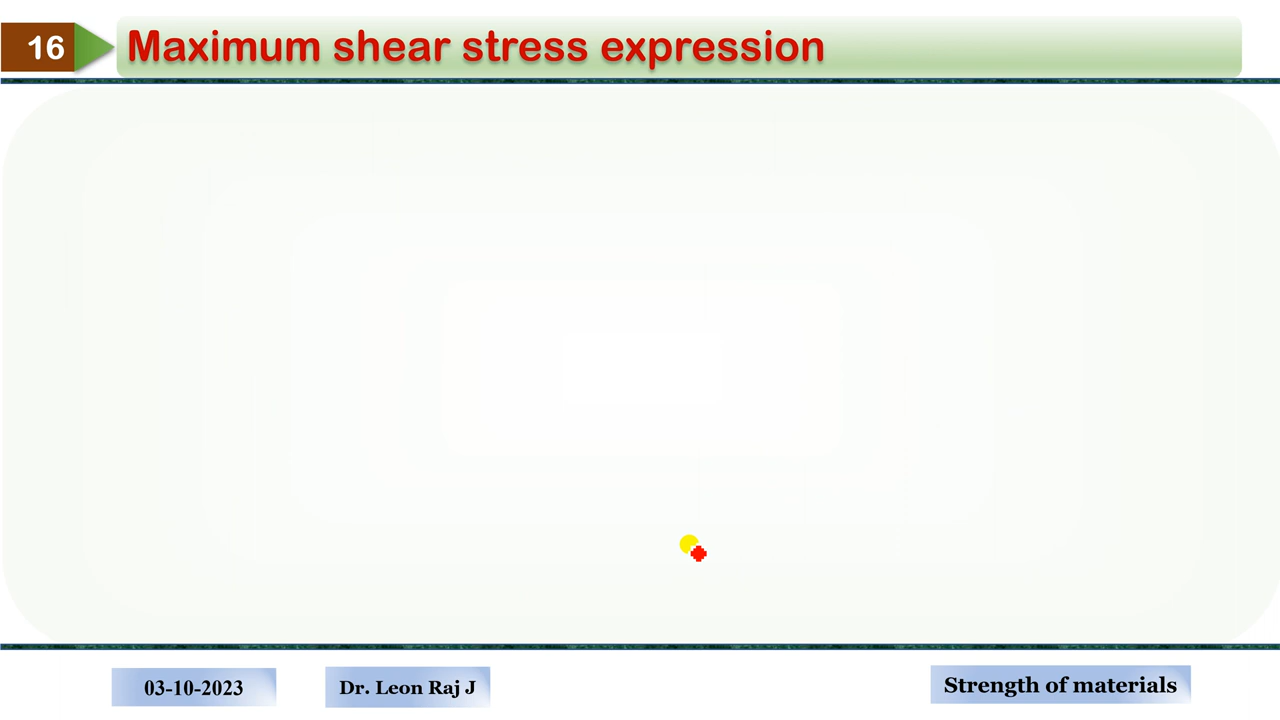 16
Maximum shear stress expression
03-10-2023
Dr. Leon Raj J
Strength of materials